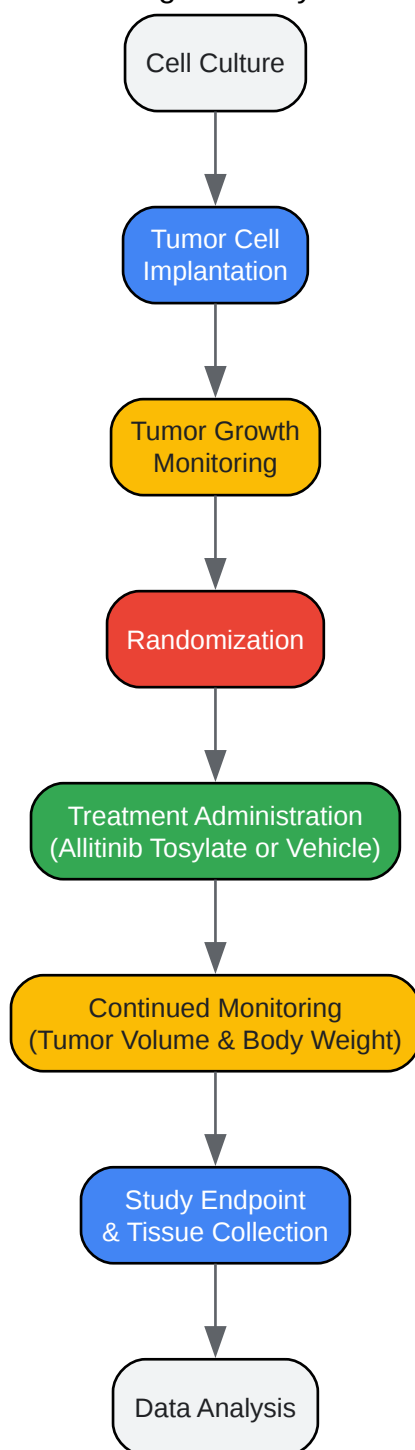 Cell Culture
Tumor Cell
Implantation
Tumor Growth
Monitoring
Randomization
Treatment Administration
(Allitinib Tosylate or Vehicle)
Continued Monitoring
(Tumor Volume & Body Weight)
Study Endpoint
& Tissue Collection
Data Analysis